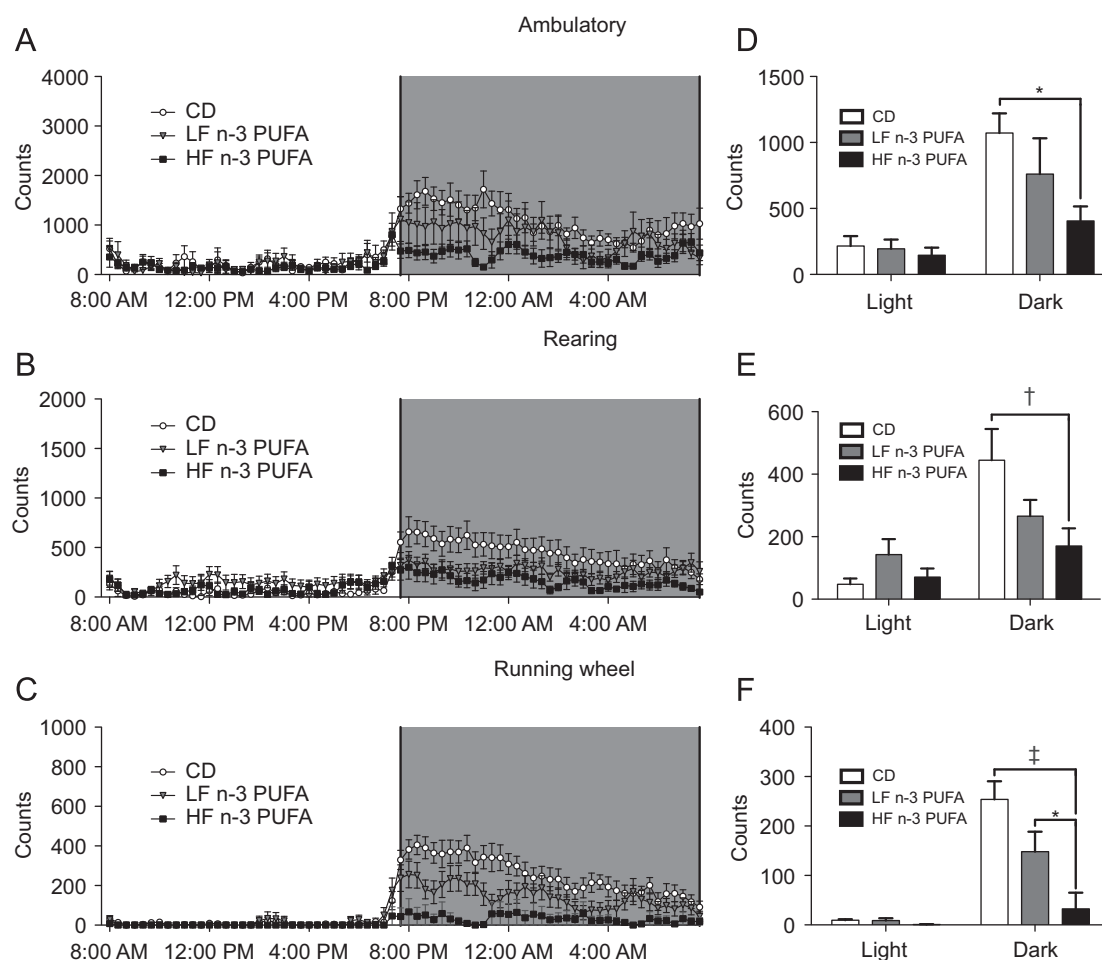 Ambulatory
A
4000
3000
2000
1000
0
Counts
CD
LF n-3 PUFA
HF n-3 PUFA
8:00 AM 12:00 PM 4:00 PM 8:00 PM 12:00 AM 4:00 AM
D
1500
1000
500
0
Counts
CD
LF n-3 PUFA
HF n-3 PUFA
*
Light Dark
Rearing
B
2000
1500
1000
500
0
Counts
CD
LF n-3 PUFA
HF n-3 PUFA
8:00 AM 12:00 PM 4:00 PM 8:00 PM 12:00 AM 4:00 AM
E
600
400
200
0
Counts
CD
LF n-3 PUFA
HF n-3 PUFA
†
Light Dark
Running wheel
C
1000
800
600
400
200
0
Counts
CD
LF n-3 PUFA
HF n-3 PUFA
8:00 AM 12:00 PM 4:00 PM 8:00 PM 12:00 AM 4:00 AM
F
400
300
200
100
0
Counts
CD
LF n-3 PUFA
HF n-3 PUFA
‡
*
Light Dark